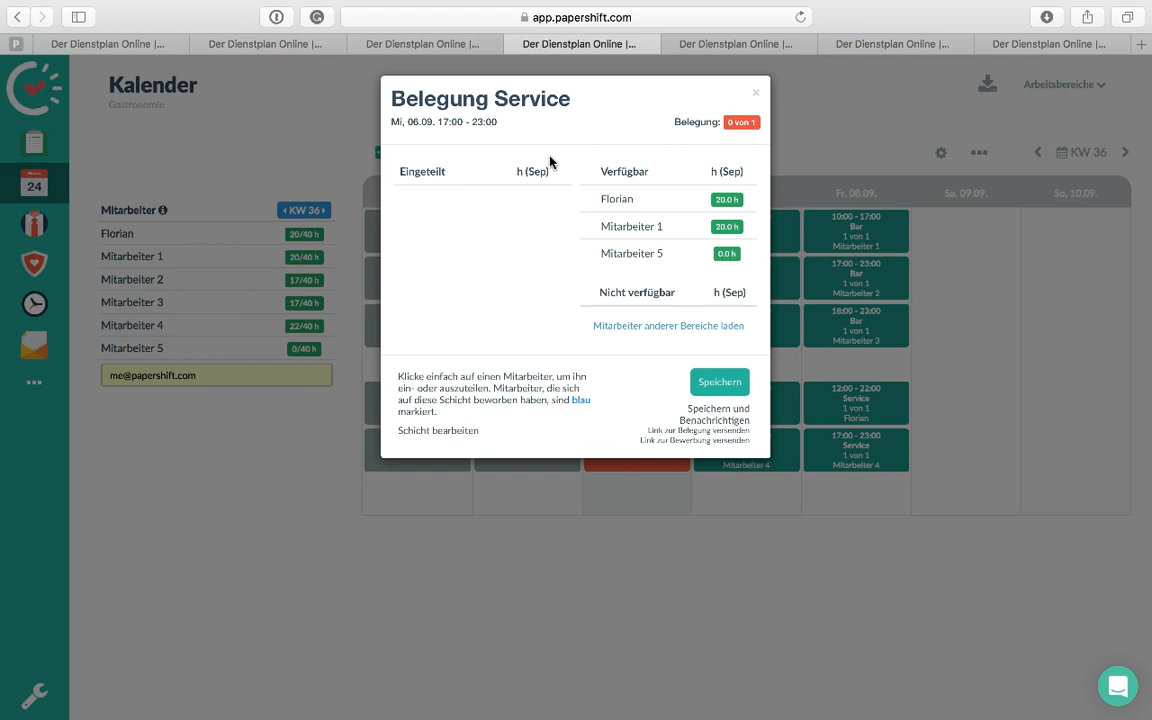 app.papershift.com
P
Der Dienstplan Online |...
Der Dienstplan Online |...
Der Dienstplan Online |...
Der Dienstplan Online |...
Der Dienstplan Online |...
Der Dienstplan Online |...
Der Dienstplan Online |...
Kalender
Gastronomie
Arbeitsbereiche
24
KW 36
Fr, 08.09.
Sa, 09.09.
So, 10.09.
Mitarbeiter
KW 36
Florian 20/40 h
Mitarbeiter 1 20/40 h
Mitarbeiter 2 17/40 h
Mitarbeiter 3 17/40 h
Mitarbeiter 4 22/40 h
Mitarbeiter 5 0/40 h
me@papershift.com
Belegung Service
Mi, 06.09. 17:00 - 23:00
Belegung: 0 von 1
Eingeteilt h (Sep)
Verfügbar h (Sep)
Florian 20.0 h
Mitarbeiter 1 20.0 h
Mitarbeiter 5 0.0 h
Nicht verfügbar h (Sep)
Mitarbeiter anderer Bereiche laden
Klicke einfach auf einen Mitarbeiter, um ihn
ein- oder auszuteilen. Mitarbeiter, die sich
auf diese Schicht beworben haben, sind blau
markiert.
Schicht bearbeiten
Speichern
Speichern und
Benachrichtigen
Link zur Belegung versenden
Link zur Bewerbung versenden
10:00 - 17:00
Bar
1 von 1
Mitarbeiter 1
17:00 - 23:00
Bar
1 von 1
Mitarbeiter 2
18:00 - 23:00
Bar
1 von 1
Mitarbeiter 3
12:00 - 22:00
Service
1 von 1
Florian
17:00 - 23:00
Service
1 von 1
Mitarbeiter 4
Mitarbeiter 4